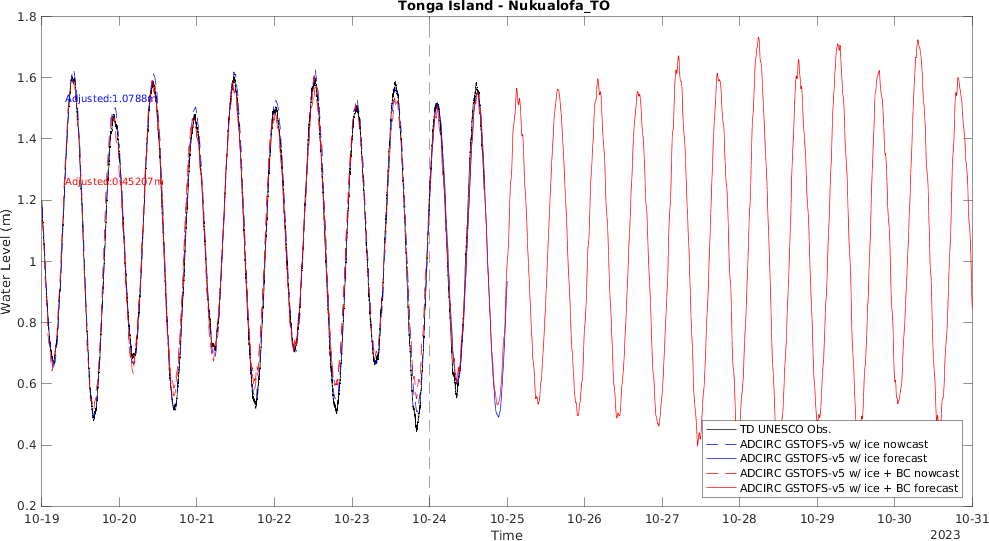 Tonga Island - Nukualofa_TO
1.8
1.6
1.4
1.2
1
0.8
0.6
0.4
0.2
Water Level (m)
Adjusted:1.0788m
Adjusted:0.45207m
TD UNESCO Obs.
ADCIRC GSTOFS-v5 w/ ice nowcast
ADCIRC GSTOFS-v5 w/ ice forecast
ADCIRC GSTOFS-v5 w/ ice + BC nowcast
ADCIRC GSTOFS-v5 w/ ice + BC forecast
10-19 10-20 10-21 10-22 10-23 10-24 10-25 10-26 10-27 10-28 10-29 10-30 10-31
Time
2023